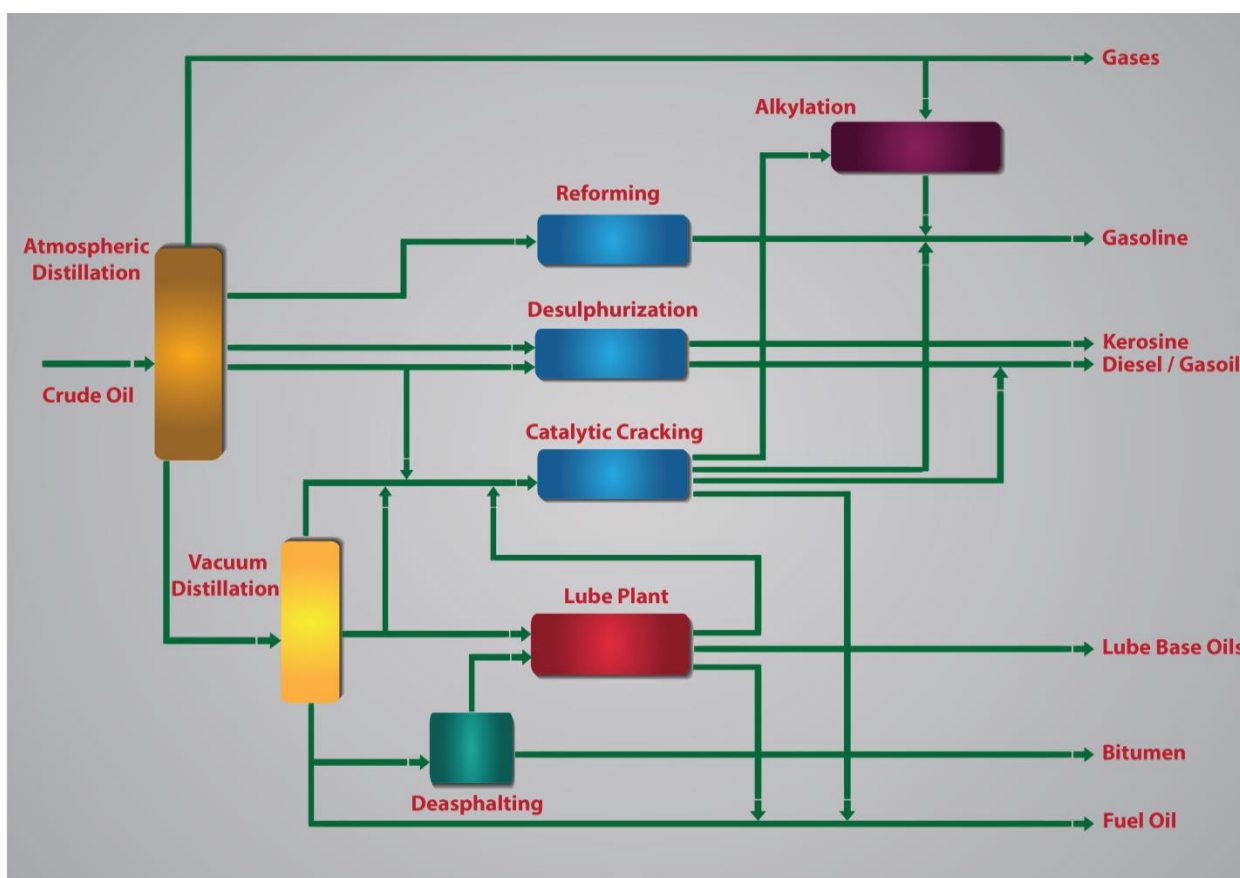 Gases
Alkylation
Reforming
Atmospheric
Distillation
Gasoline
Desulphurization
Kerosine
Diesel / Gasoil
Crude Oil
Catalytic Cracking
Vacuum
Distillation
Lube Plant
Lube Base Oils
Bitumen
Deasphalting
Fuel Oil